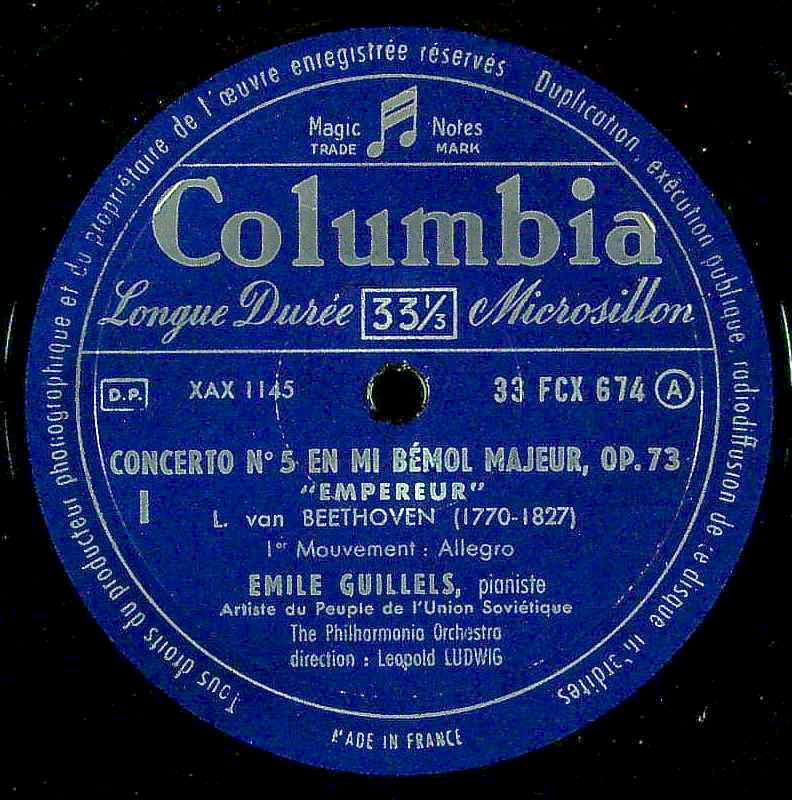 Tous droits du producteur phonographique et du propriétaire de l'œuvre enregistrée réservés Duplication, exécution publique, radiodiffusion de ce disque interdites
Magic Notes
TRADE MARK
Columbia
Longue Durée 33⅓ Microsillon
D.P. XAX 1145 33 FCX 674 A
CONCERTO N° 5 EN MI BÉMOL MAJEUR, OP. 73
"EMPEREUR"
I L. van BEETHOVEN (1770-1827)
1er Mouvement : Allegro
EMILE GUILLELS, pianiste
Artiste du Peuple de l'Union Soviétique
The Philharmonia Orchestra
direction : Leopold LUDWIG
MADE IN FRANCE